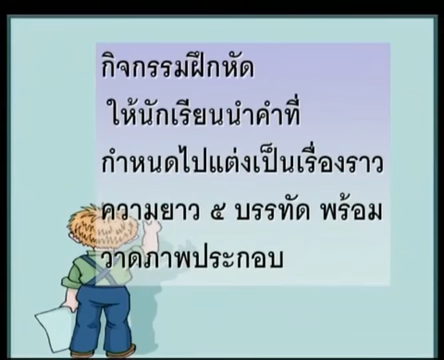 กิจกรรมฝึกหัด
ให้นักเรียนนำคำที่
กำหนดไปแต่งเป็นเรื่องราว
ความยาว ๕ บรรทัด พร้อม
วาดภาพประกอบ